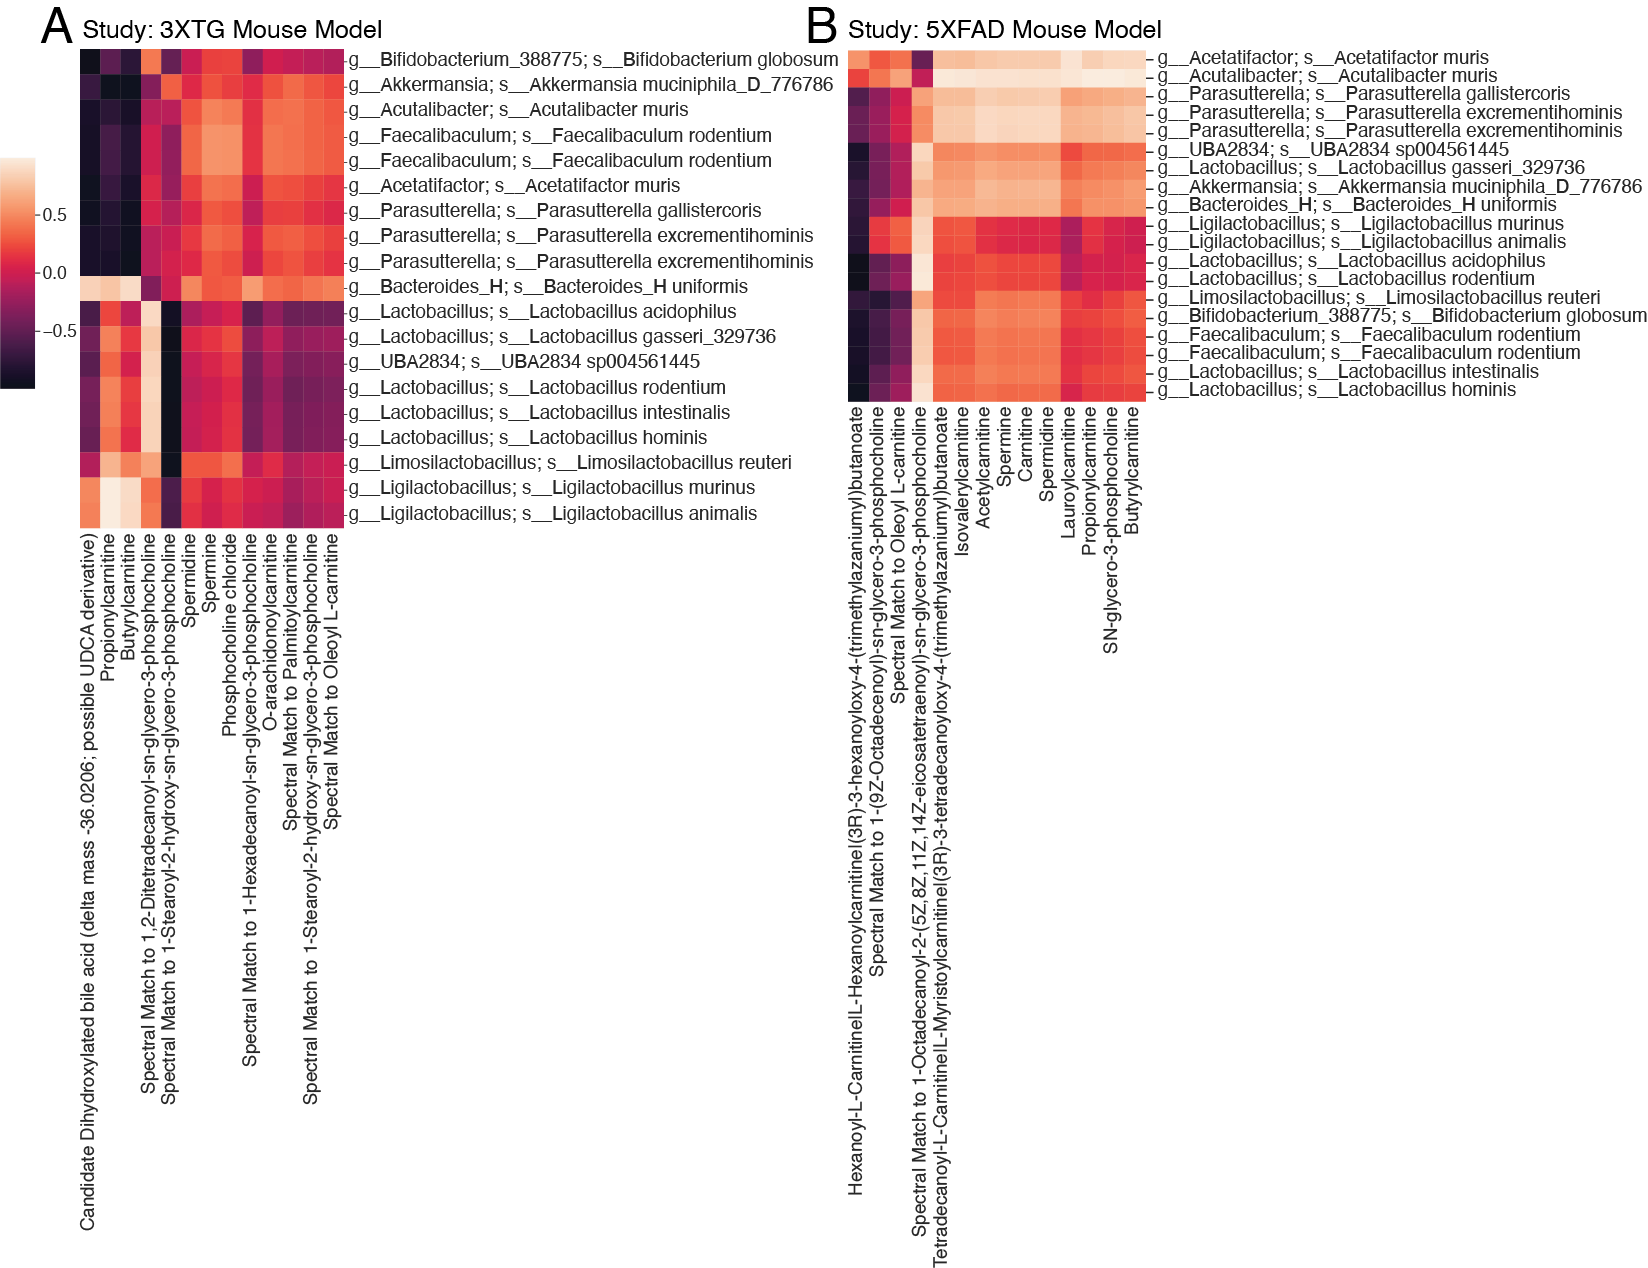 A
Study: 3XTG Mouse Model
g__Bifidobacterium_388775; s__Bifidobacterium globosum
g__Akkermansia; s__Akkermansia muciniphila_D_776786
g__Acutalibacter; s__Acutalibacter muris
g__Faecalibaculum; s__Faecalibaculum rodentium
g__Faecalibaculum; s__Faecalibaculum rodentium
g__Acetatifactor; s__Acetatifactor muris
g__Parasutterella; s__Parasutterella gallistercoris
g__Parasutterella; s__Parasutterella excrementihominis
g__Parasutterella; s__Parasutterella excrementihominis
g__Bacteroides_H; s__Bacteroides_H uniformis
g__Lactobacillus; s__Lactobacillus acidophilus
g__Lactobacillus; s__Lactobacillus gasseri_329736
g__UBA2834; s__UBA2834 sp004561445
g__Lactobacillus; s__Lactobacillus rodentium
g__Lactobacillus; s__Lactobacillus intestinalis
g__Lactobacillus; s__Lactobacillus hominis
g__Limosilactobacillus; s__Limosilactobacillus reuteri
g__Ligilactobacillus; s__Ligilactobacillus murinus
g__Ligilactobacillus; s__Ligilactobacillus animalis
0.5
0.0
−0.5
Candidate Dihydroxylated bile acid (delta mass -36.0206; possible UDCA derivative)
Propionylcarnitine
Butyrylcarnitine
Spectral Match to 1,2-Ditetradecanoyl-sn-glycero-3-phosphocholine
Spectral Match to 1-Stearoyl-2-hydroxy-sn-glycero-3-phosphocholine
Spermidine
Spermine
Phosphocholine chloride
Spectral Match to 1-Hexadecanoyl-sn-glycero-3-phosphocholine
O-arachidonoylcarnitine
Spectral Match to Palmitoylcarnitine
Spectral Match to 1-Stearoyl-2-hydroxy-sn-glycero-3-phosphocholine
Spectral Match to Oleoyl L-carnitine
B
Study: 5XFAD Mouse Model
g__Acetatifactor; s__Acetatifactor muris
g__Acutalibacter; s__Acutalibacter muris
g__Parasutterella; s__Parasutterella gallistercoris
g__Parasutterella; s__Parasutterella excrementihominis
g__Parasutterella; s__Parasutterella excrementihominis
g__UBA2834; s__UBA2834 sp004561445
g__Lactobacillus; s__Lactobacillus gasseri_329736
g__Akkermansia; s__Akkermansia muciniphila_D_776786
g__Bacteroides_H; s__Bacteroides_H uniformis
g__Ligilactobacillus; s__Ligilactobacillus murinus
g__Ligilactobacillus; s__Ligilactobacillus animalis
g__Lactobacillus; s__Lactobacillus acidophilus
g__Lactobacillus; s__Lactobacillus rodentium
g__Limosilactobacillus; s__Limosilactobacillus reuteri
g__Bifidobacterium_388775; s__Bifidobacterium globosum
g__Faecalibaculum; s__Faecalibaculum rodentium
g__Faecalibaculum; s__Faecalibaculum rodentium
g__Lactobacillus; s__Lactobacillus intestinalis
g__Lactobacillus; s__Lactobacillus hominis
Hexanoyl-L-Carnitine|L-Hexanoylcarnitine|(3R)-3-hexanoyloxy-4-(trimethylazaniumyl)butanoate
Spectral Match to 1-(9Z-Octadecenoyl)-sn-glycero-3-phosphocholine
Spectral Match to Oleoyl L-carnitine
Spectral Match to 1-Octadecanoyl-2-(5Z,8Z,11Z,14Z-eicosatetraenoyl)-sn-glycero-3-phosphocholine
Tetradecanoyl-L-Carnitine|L-Myristoylcarnitine|(3R)-3-tetradecanoyloxy-4-(trimethylazaniumyl)butanoate
Isovalerylcarnitine
Acetylcarnitine
Spermine
Carnitine
Spermidine
Lauroylcarnitine
Propionylcarnitine
SN-glycero-3-phosphocholine
Butyrylcarnitine